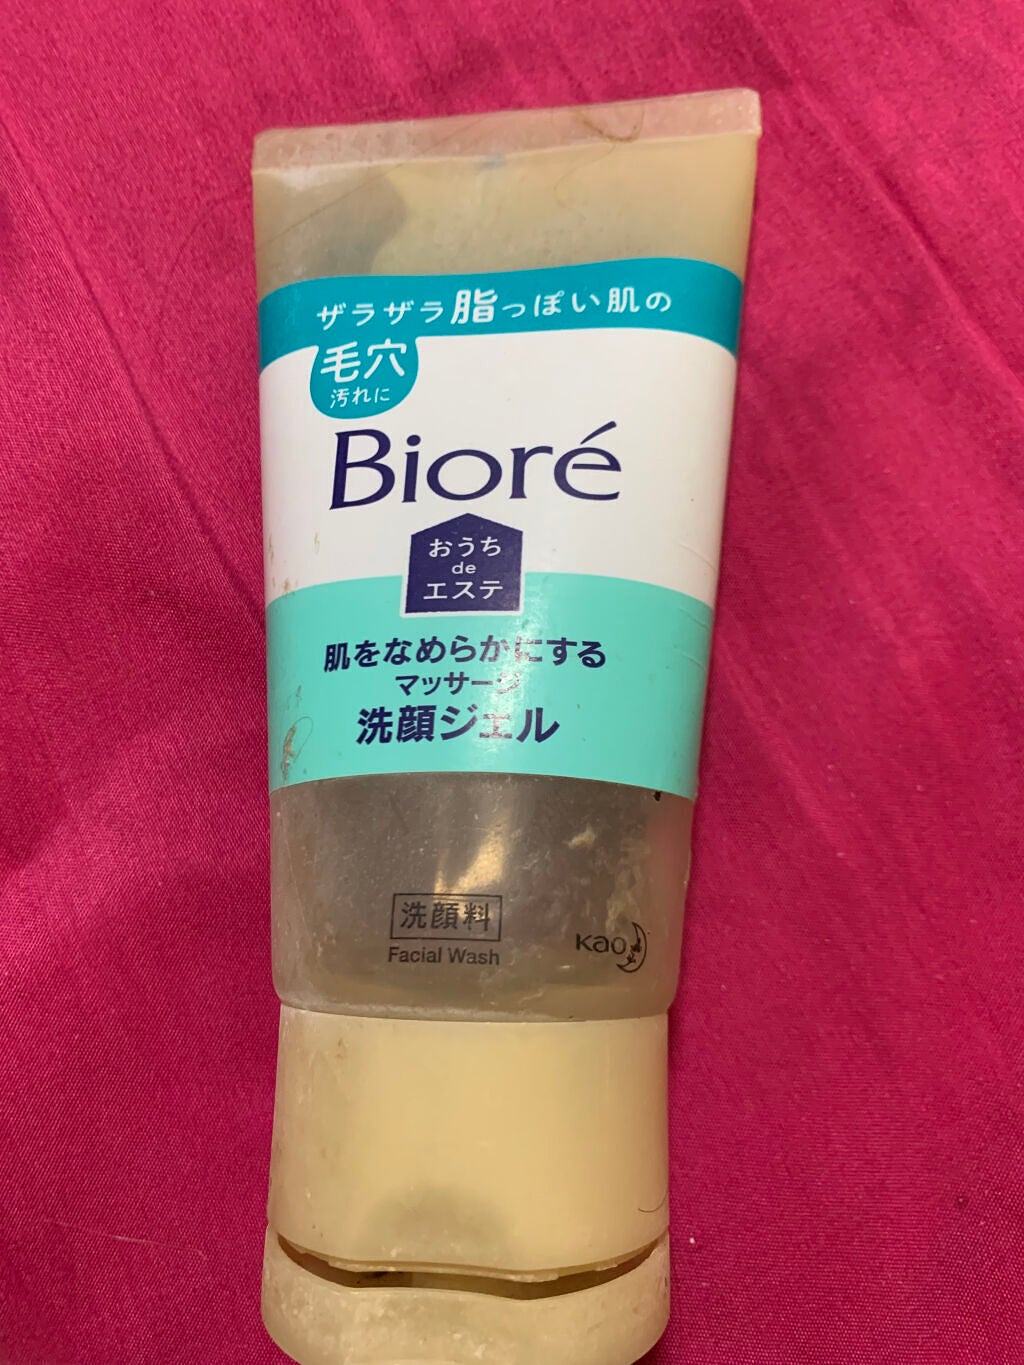 ザラザラ脂っぽい肌の
毛穴
汚れに
Bioré
おうち
de
エステ
肌をなめらかにする
マッサージ
洗顔ジェル
洗顔料
Facial Wash
Kao